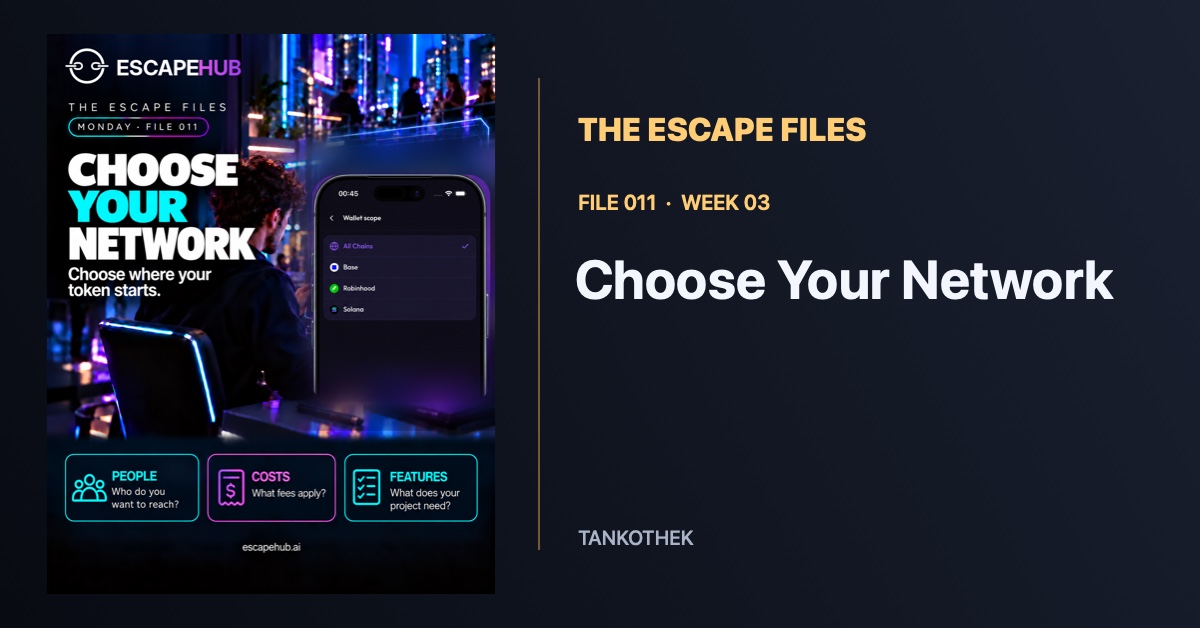 ESCAPEHUB
THE ESCAPE FILES
MONDAY · FILE 011
CHOOSE
YOUR
NETWORK
Choose where your
token starts.
00:45
Wallet scope
All Chains
Base
Robinhood
Solana
PEOPLE
Who do you
want to reach?
COSTS
What fees apply?
FEATURES
What does your
project need?
escapehub.ai
THE ESCAPE FILES
FILE 011 · WEEK 03
Choose Your Network
TANKOTHEK